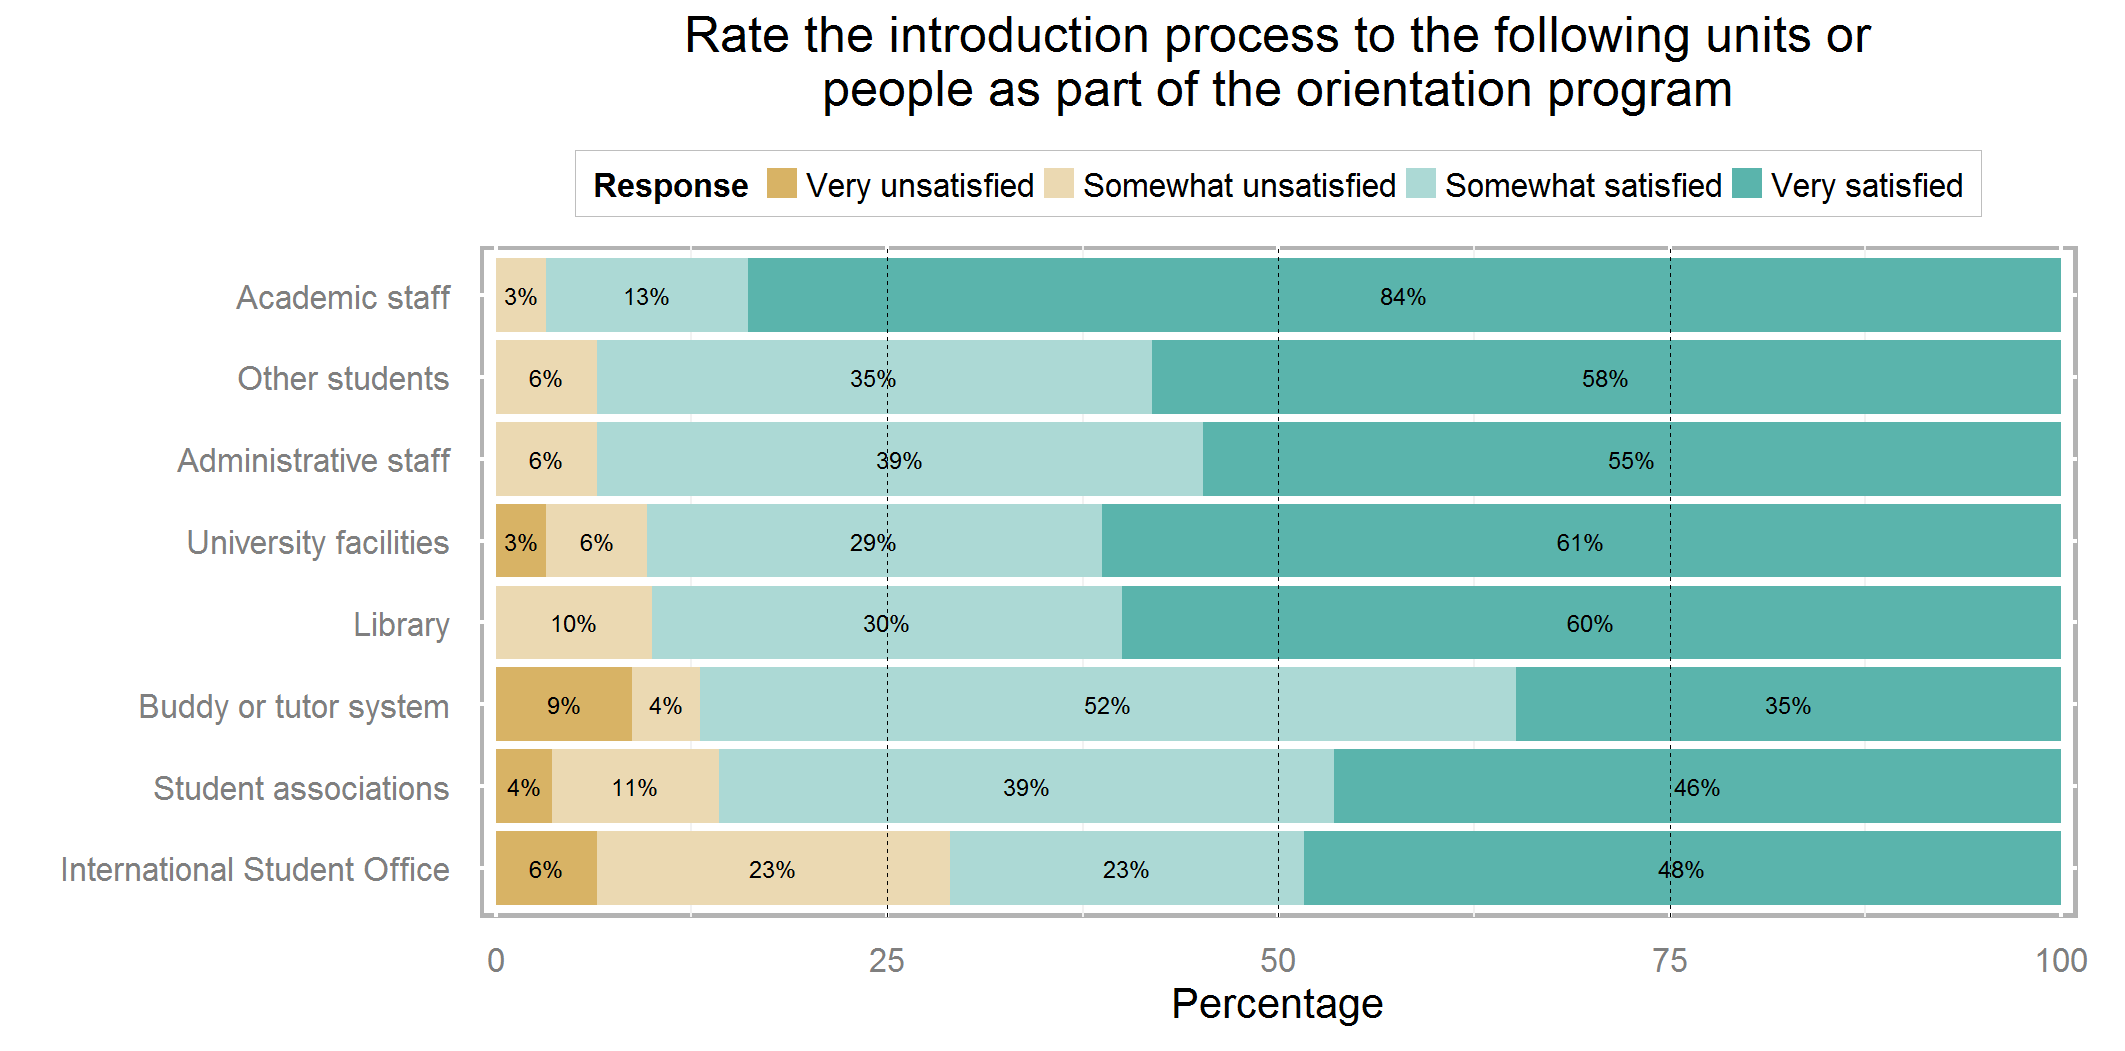 Rate the introduction process to the following units or
people as part of the orientation program
Response Very unsatisfied Somewhat unsatisfied Somewhat satisfied Very satisfied
Academic staff 3% 13% 84%
Other students 6% 35% 58%
Administrative staff 6% 39% 55%
University facilities 3% 6% 29% 61%
Library 10% 30% 60%
Buddy or tutor system 9% 4% 52% 35%
Student associations 4% 11% 39% 46%
International Student Office 6% 23% 23% 48%
0 25 50 75 100
Percentage